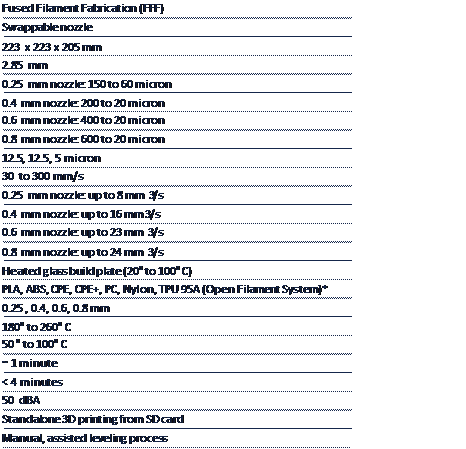 Fused Filament Fabrication (FFF)
Swappable nozzle
223 x 223 x 205 mm
2.85 mm
0.25 mm nozzle: 150 to 60 micron
0.4 mm nozzle: 200 to 20 micron
0.6 mm nozzle: 400 to 20 micron
0.8 mm nozzle: 600 to 20 micron
12.5, 12.5, 5 micron
30 to 300 mm/s
0.25 mm nozzle: up to 8 mm 3/s
0.4 mm nozzle: up to 16 mm3/s
0.6 mm nozzle: up to 23 mm 3/s
0.8 mm nozzle: up to 24 mm 3/s
Heated glass build plate (20° to 100° C)
PLA, ABS, CPE, CPE+, PC, Nylon, TPU 95A (Open Filament System)*
0.25 , 0.4, 0.6, 0.8 mm
180° to 260° C
50 ° to 100° C
~ 1 minute
< 4 minutes
50 dBA
Standalone 3D printing from SD card
Manual, assisted leveling process